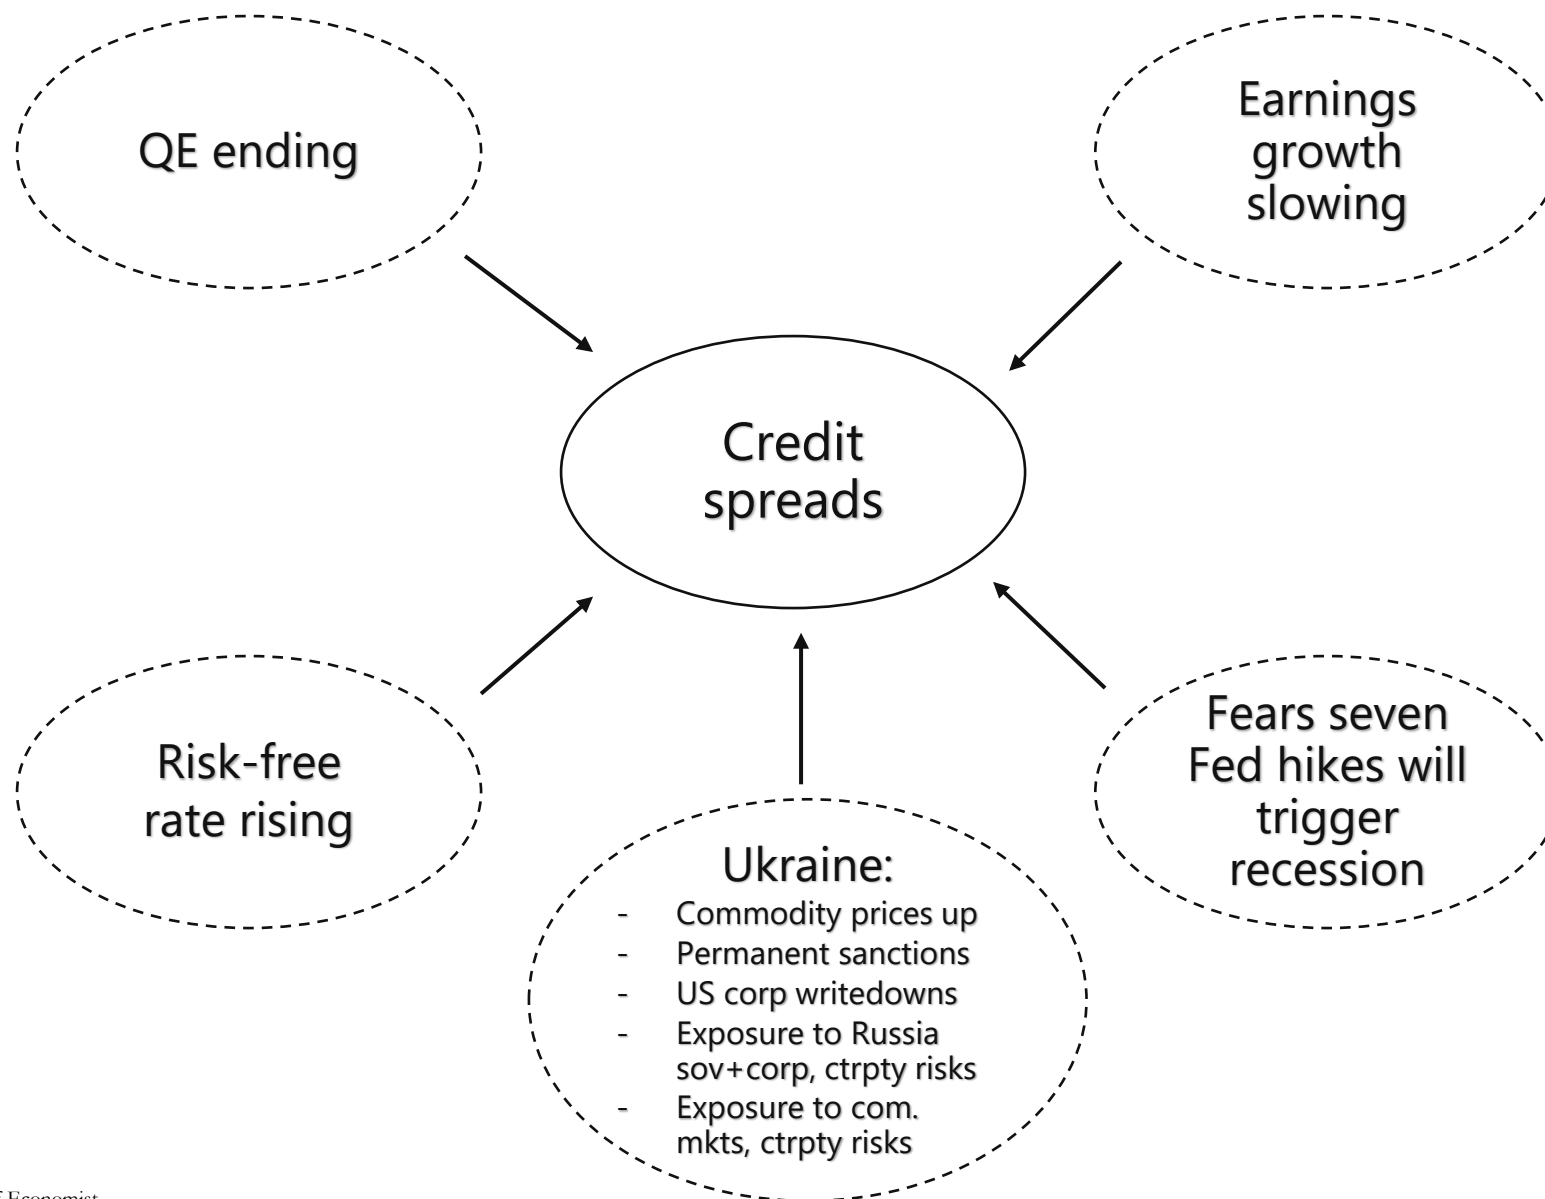 QE ending
Earnings
growth
slowing
Credit
spreads
Risk-free
rate rising
Fears seven
Fed hikes will
trigger
recession
Ukraine:
- Commodity prices up
- Permanent sanctions
- US corp writedowns
- Exposure to Russia
sov+corp, ctrpty risks
- Exposure to com.
mkts, ctrpty risks
Economist